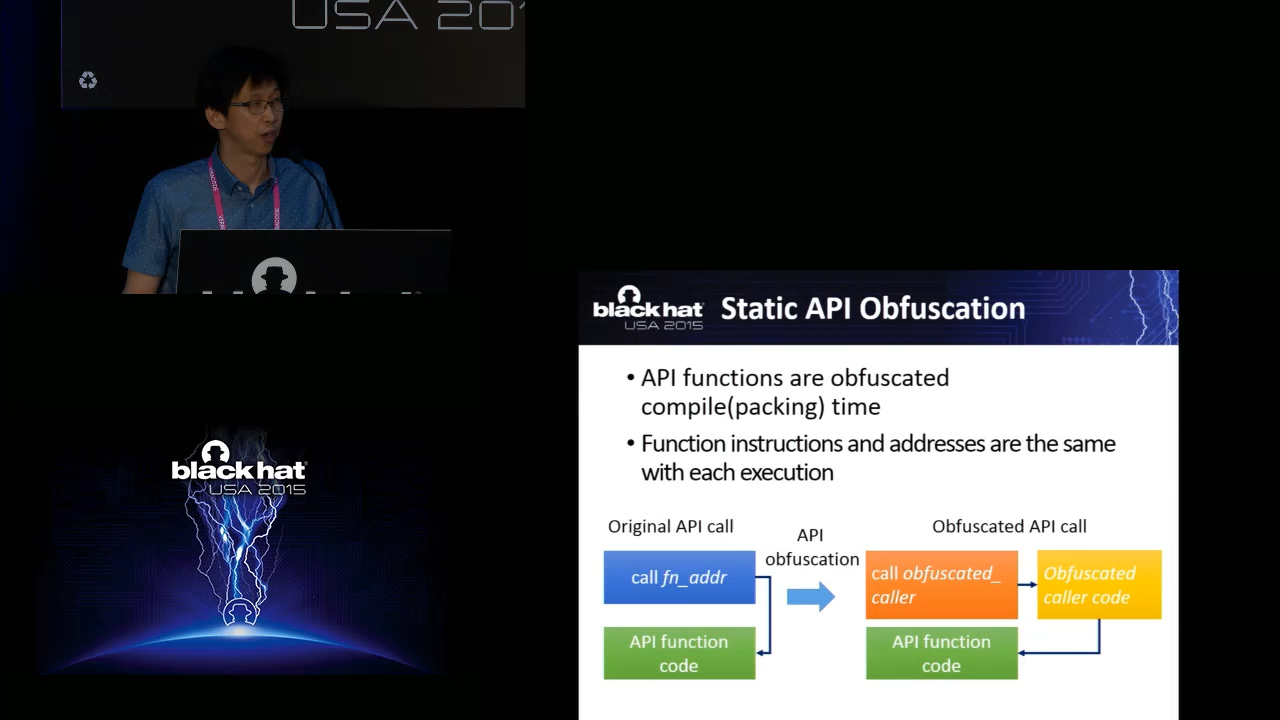 USA 20
black hat
USA 2015
Static API Obfuscation
• API functions are obfuscated
compile(packing) time
• Function instructions and addresses are the same
with each execution
Original API call
API
obfuscation
Obfuscated API call
call fn_addr
call obfuscated_
caller
Obfuscated
caller code
API function
code
API function
code
black hat
USA 2015